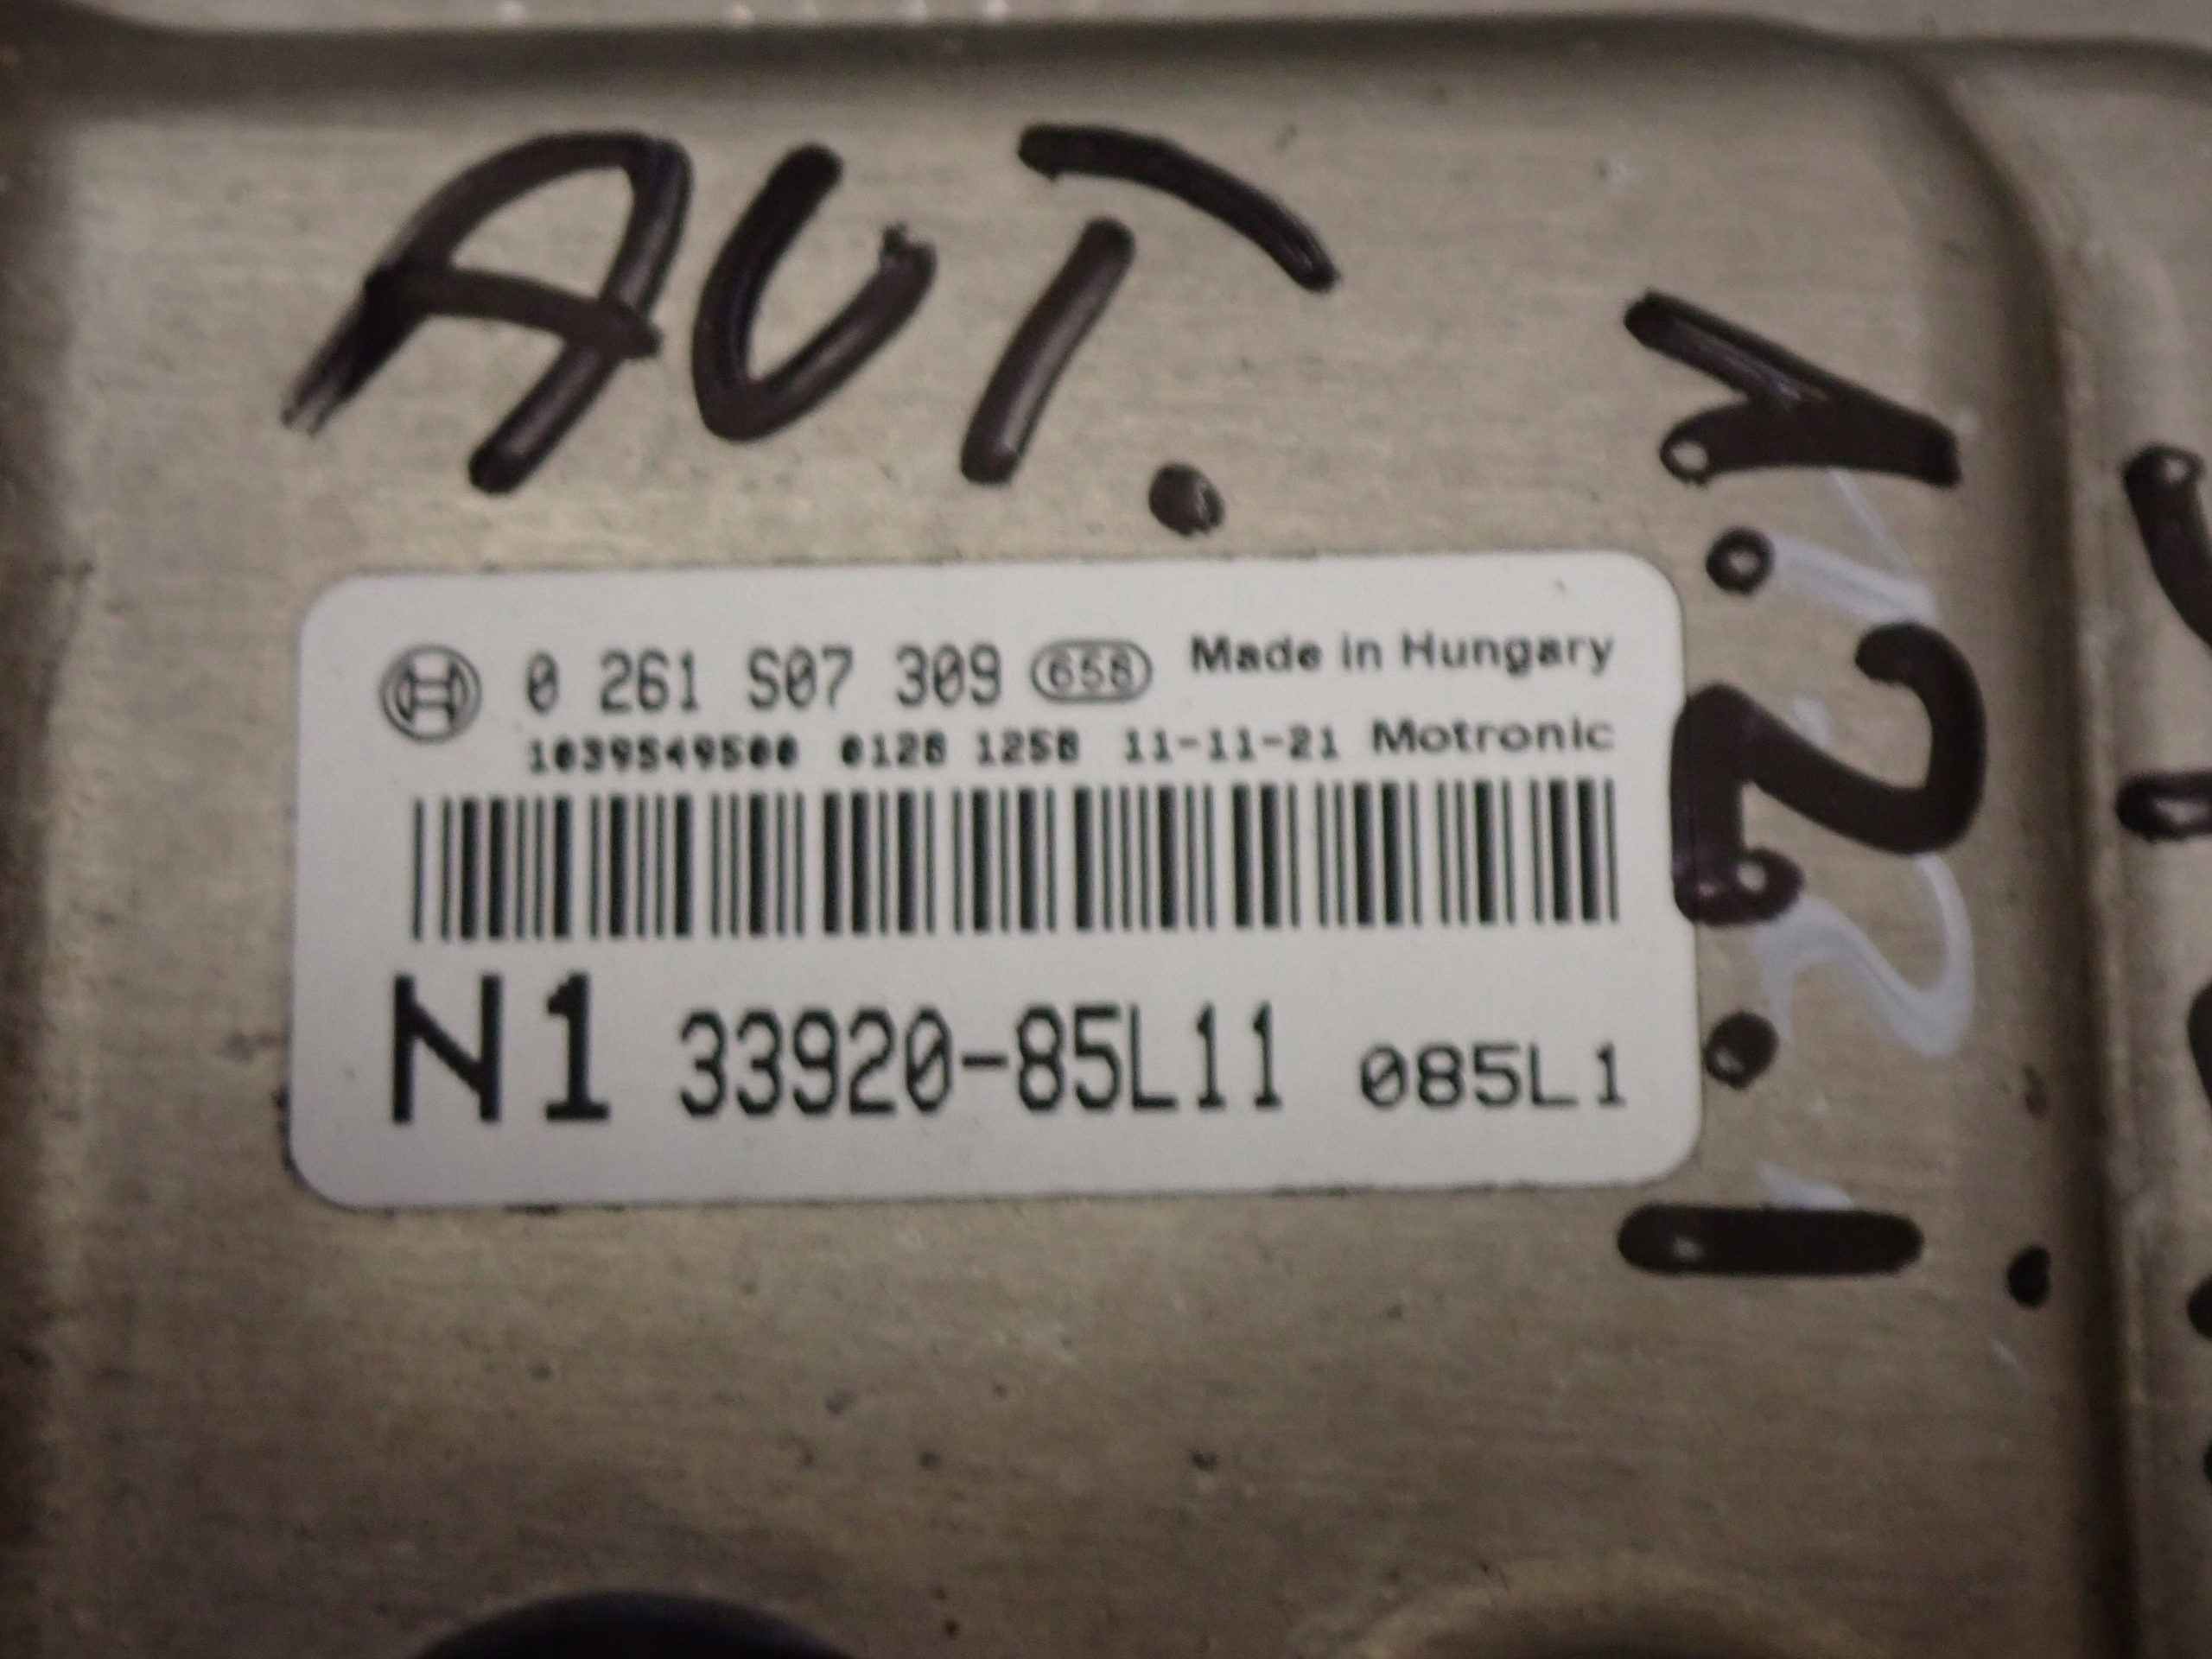 AUT.
1.2.
0 261 S07 309 658 Made in Hungary
1039549500 0128 1258 11-11-21 Motronic
N1 33920-85L11 085L1